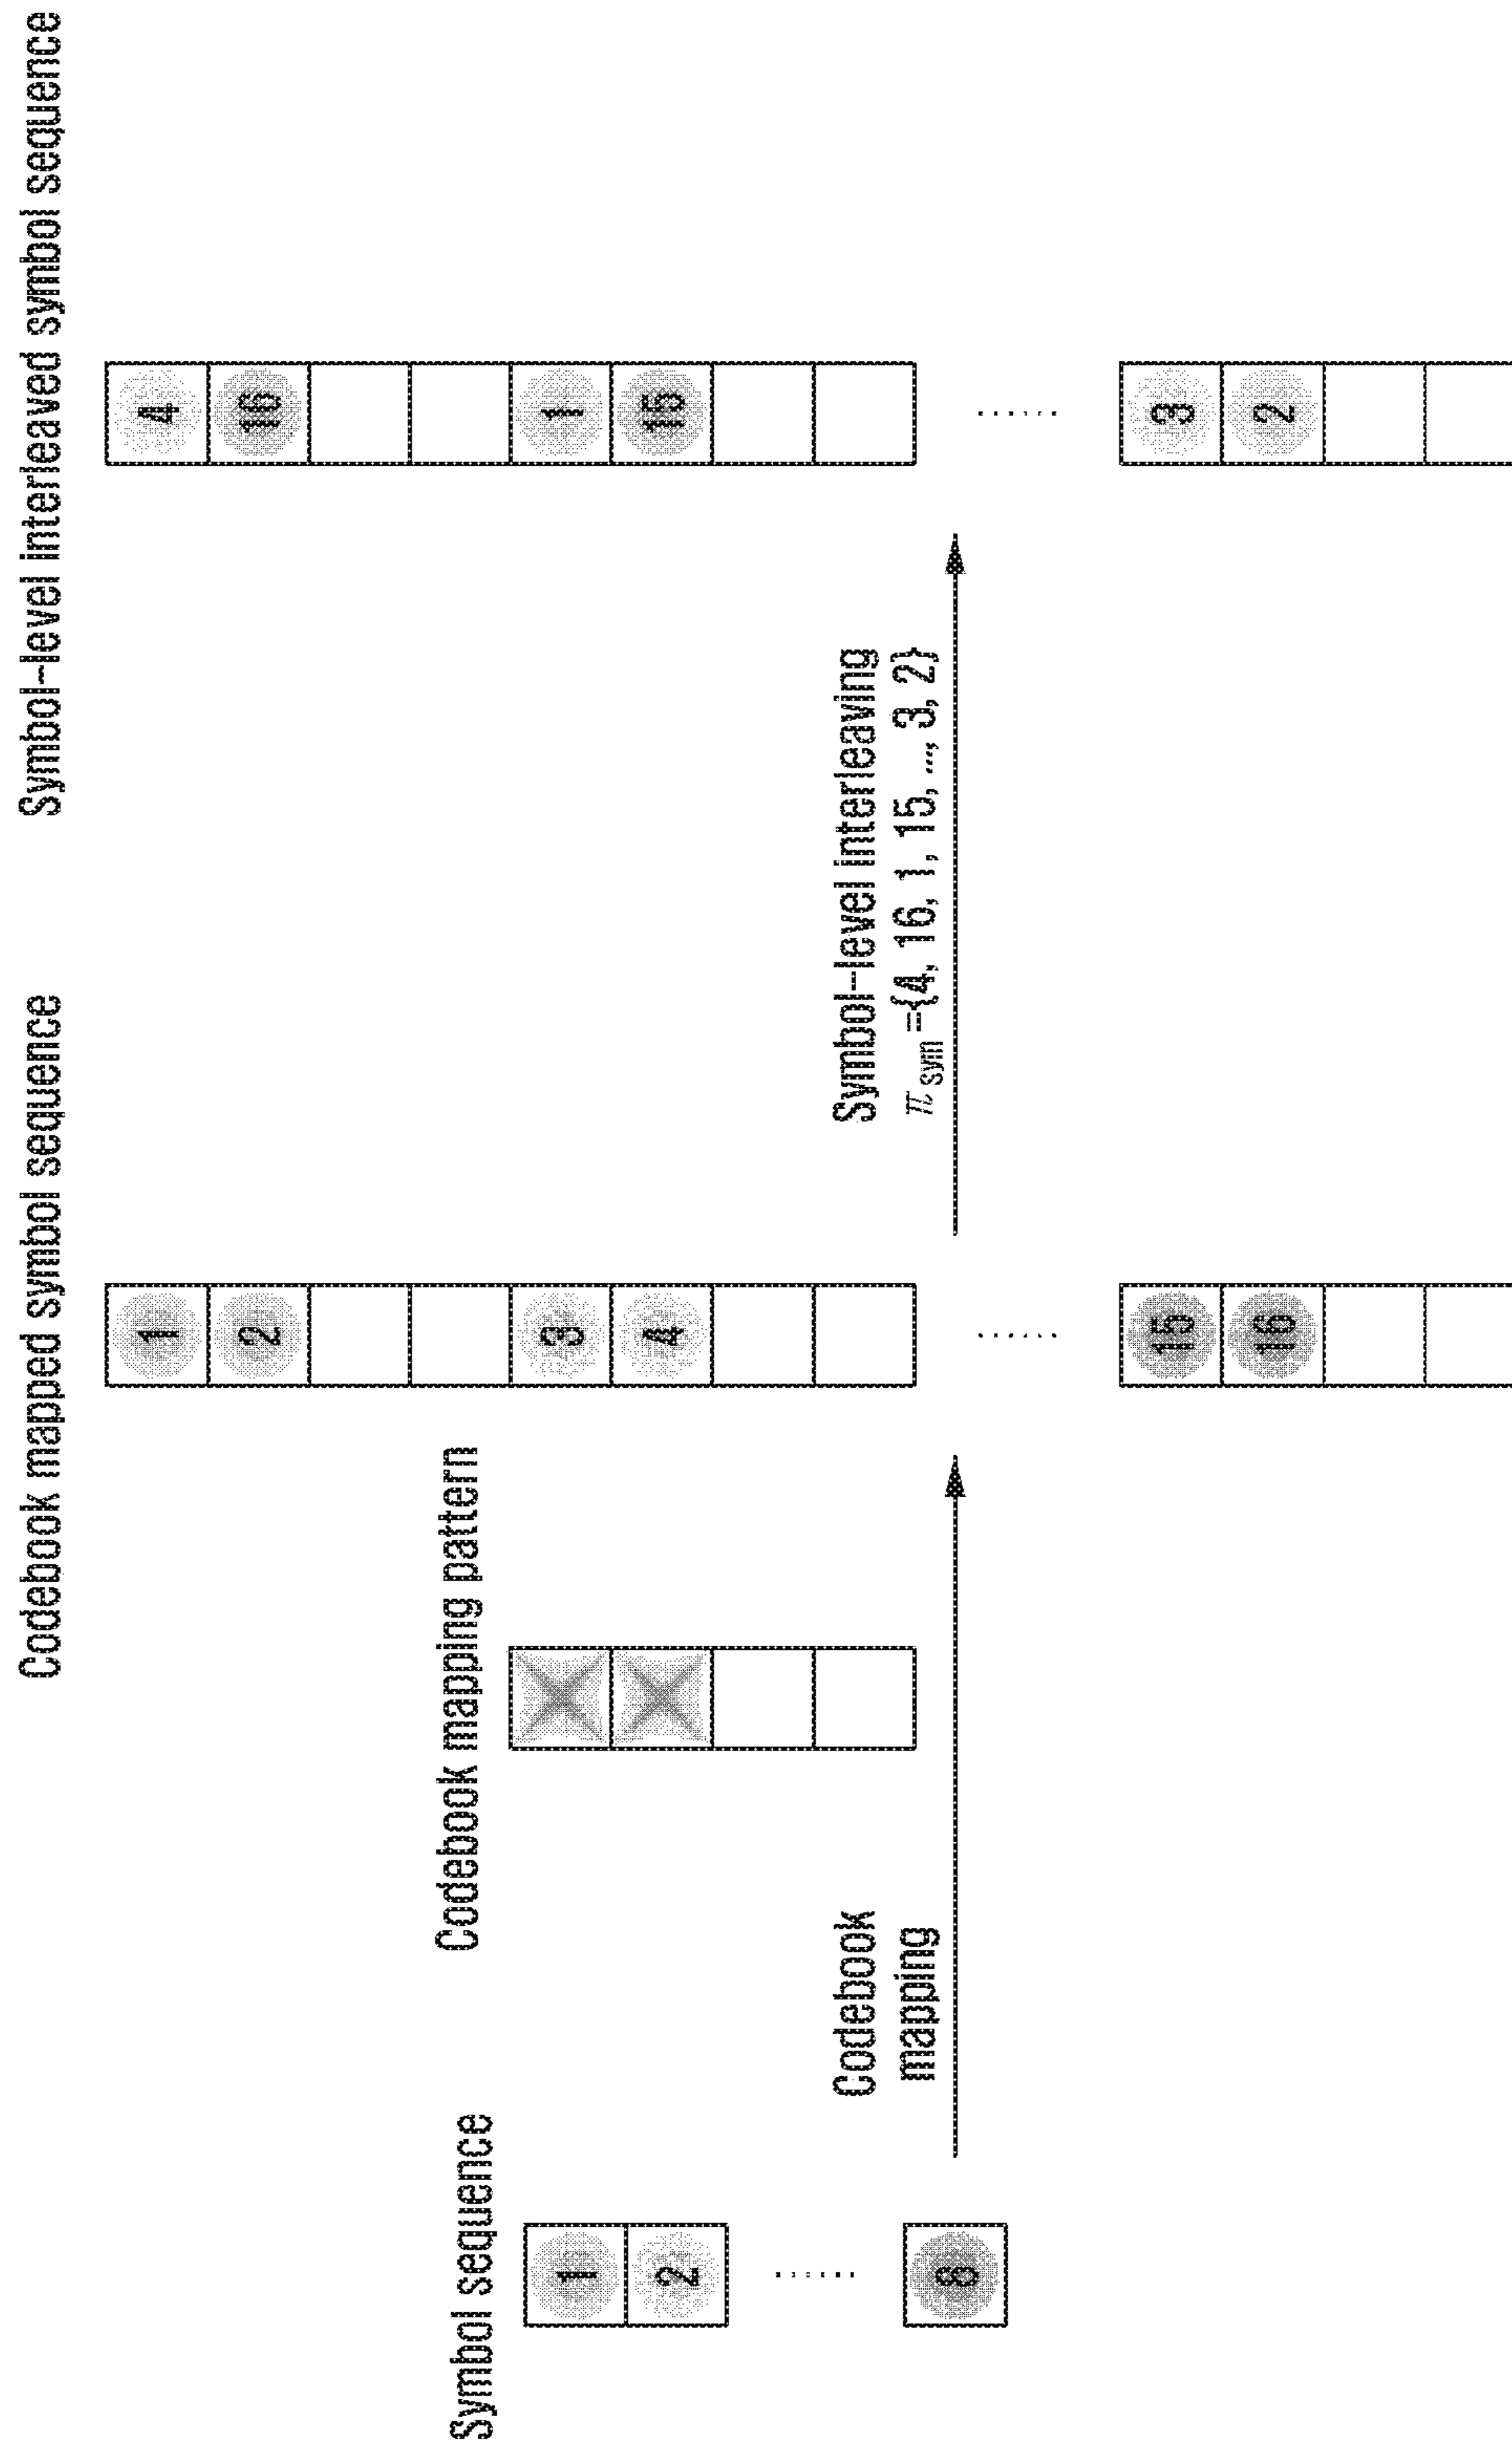 Symbol sequence
1
2
......
8
Codebook
mapping
Codebook mapping pattern
Codebook mapped symbol sequence
1
2
3
4
......
15
16
Symbol-level interleaving
π sym ={4, 16, 1, 15, ..., 3, 2}
Symbol-level interleaved symbol sequence
4
16
1
15
......
3
2